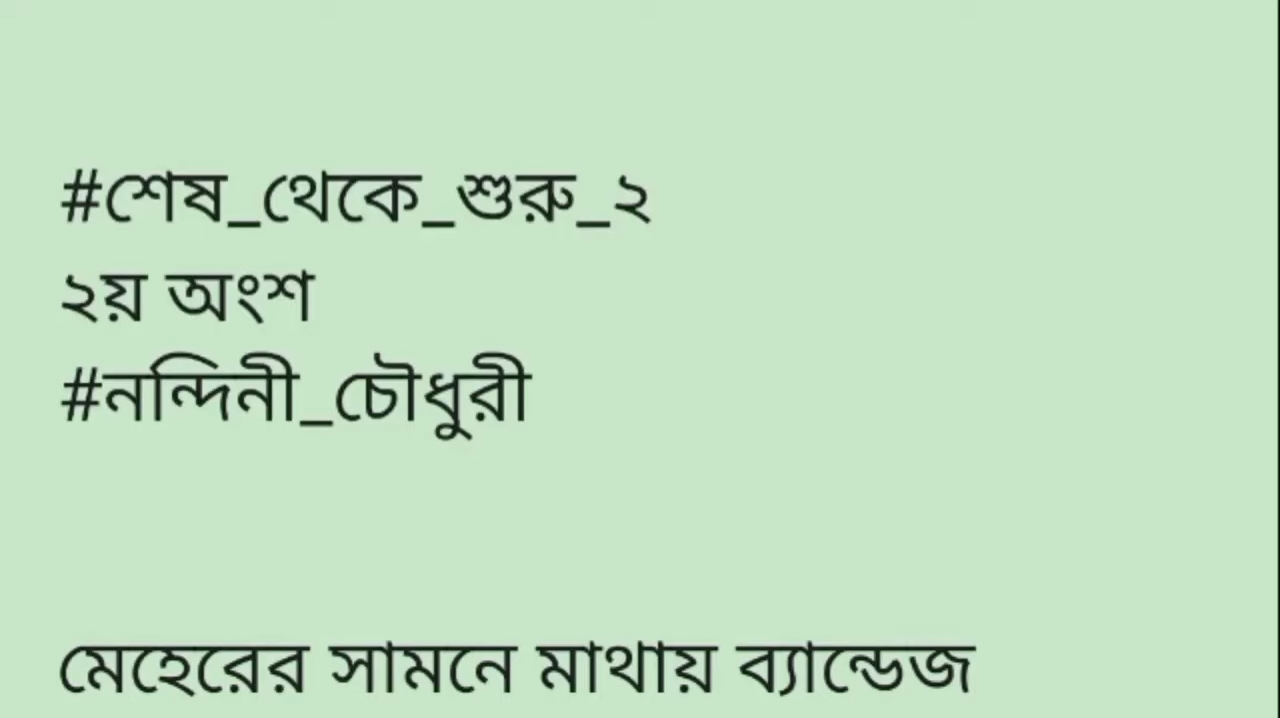 #শেষ_থেকে_শুরু_২
২য় অংশ
#নন্দিনী_চৌধুরী
মেহেরের সামনে মাথায় ব্যান্ডেজ